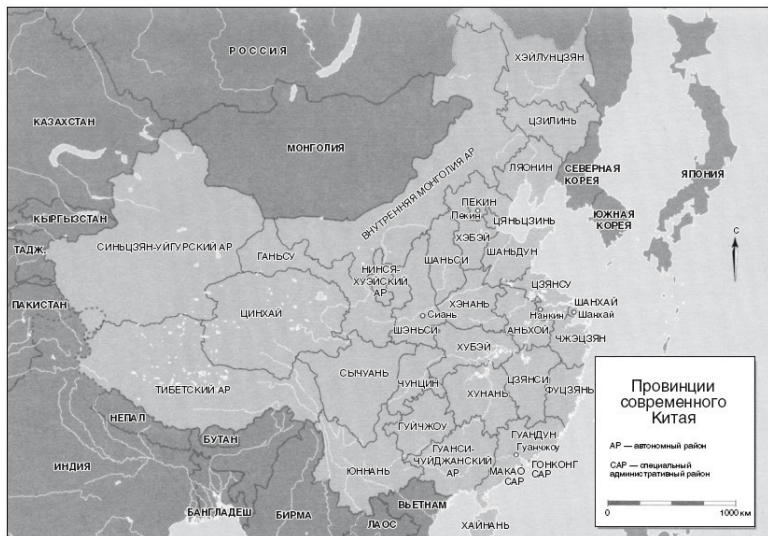 РОССИЯ
ХЭЙЛУНЦЗЯН
КАЗАХСТАН
ЦЗИЛИНЬ
МОНГОЛИЯ
ВНУТРЕННЯЯ МОНГОЛИЯ АР
ЛЯОНИН
СЕВЕРНАЯ
КОРЕЯ
ЯПОНИЯ
ПЕКИН
Пекин
КЫРГЫЗСТАН
ЦЯНЬЦЗИНЬ
ЮЖНАЯ
КОРЕЯ
С
ТАДЖ.
СИНЬЦЗЯН-УЙГУРСКИЙ АР
ГАНЬСУ
ХЭБЭЙ
ШАНЬСИ
ШАНЬДУН
НИНСЯ-
ХУЭЙСКИЙ
АР
ПАКИСТАН
ЦЗЯНСУ
ХЭНАНЬ
ШАНХАЙ
Шанхай
ЦИНХАЙ
Сиань
Нанкин
ШЭНЬСИ
АНЬХОЙ
ЧЖЭЦЗЯН
ХУБЭЙ
СЫЧУАНЬ
ЧУНЦИН
ЦЗЯНСИ
ФУЦЗЯНЬ
ТИБЕТСКИЙ АР
ХУНАНЬ
НЕПАЛ
ГУЙЧЖОУ
БУТАН
ГУАНДУН
Гуанчжоу
ГУАНСИ-
ЧУЙДЖАНСКИЙ
АР
ИНДИЯ
ЮННАНЬ
МАКАО
САР
ГОНКОНГ
САР
БАНГЛАДЕШ
БИРМА
ВЬЕТНАМ
ЛАОС
ХАЙНАНЬ
Провинции
современного
Китая
АР — автономный район
САР — специальный
административный район
0
1000 км